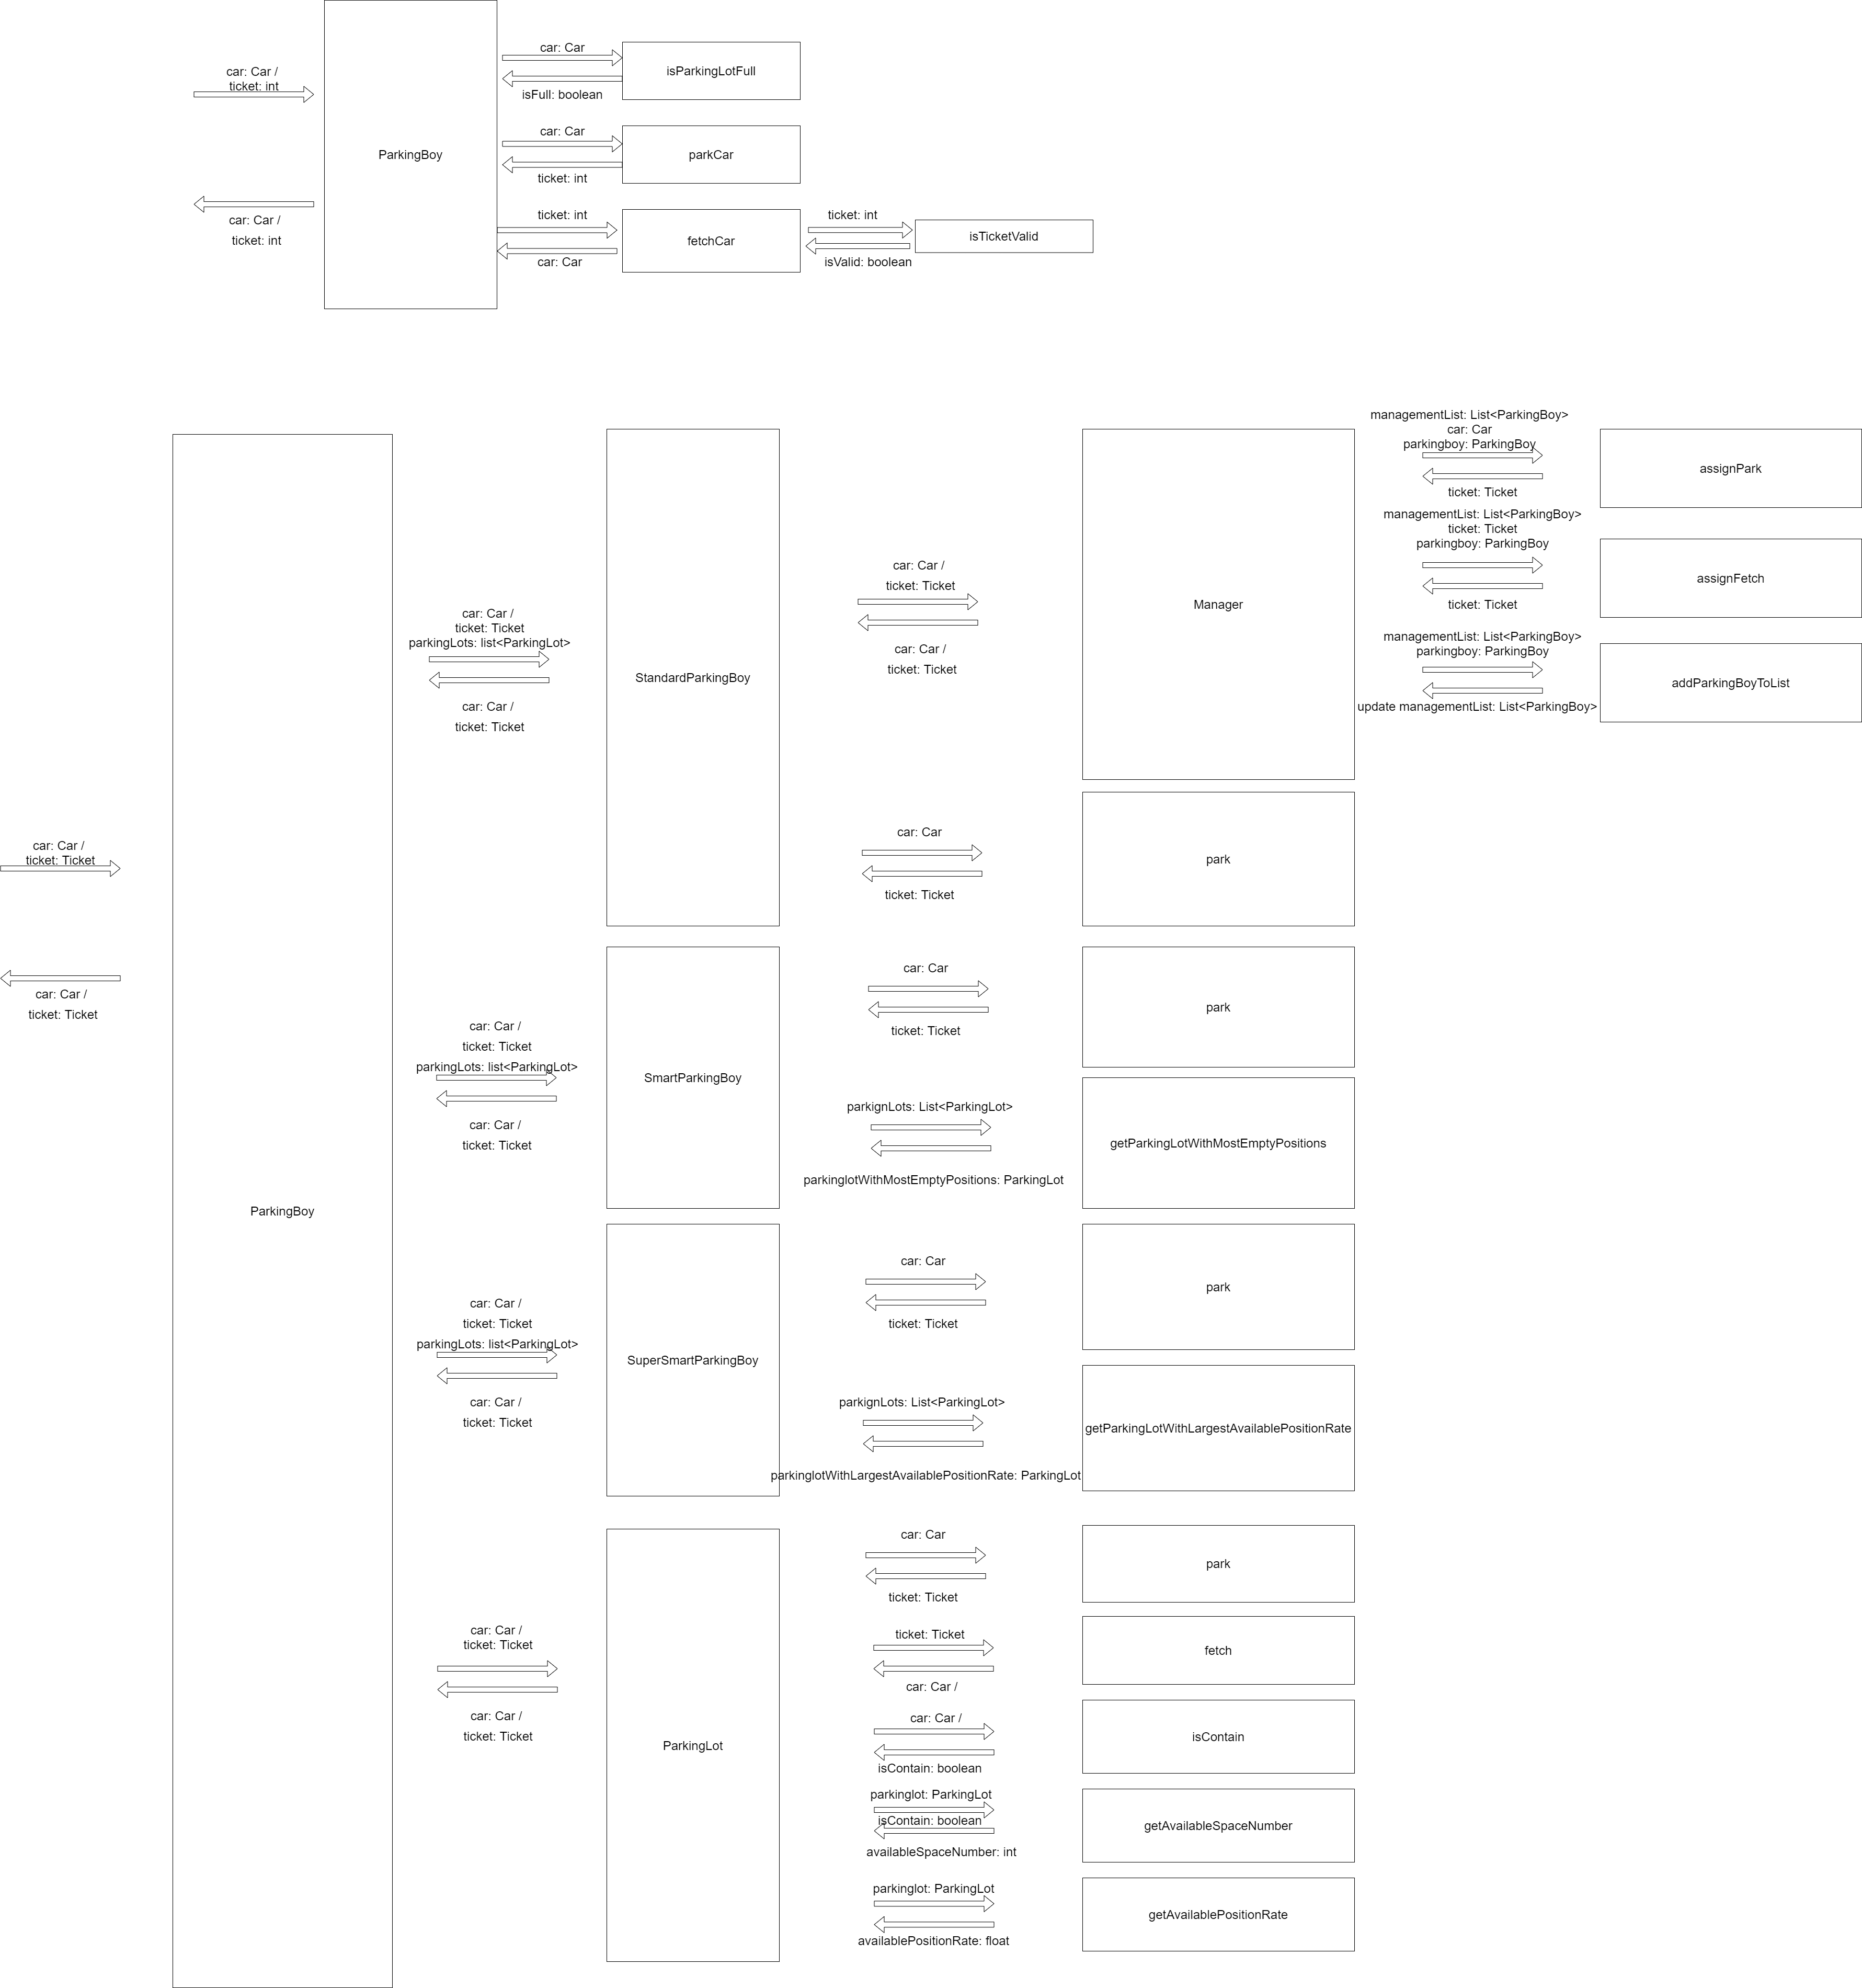 car: Car /
ticket: int
car: Car /
ticket: int
ParkingBoy
car: Car
isFull: boolean
isParkingLotFull
car: Car
ticket: int
parkCar
ticket: int
car: Car
fetchCar
ticket: int
isValid: boolean
isTicketValid
car: Car /
ticket: Ticket
car: Car /
ticket: Ticket
ParkingBoy
car: Car /
ticket: Ticket
parkingLots: list<ParkingLot>
car: Car /
ticket: Ticket
StandardParkingBoy
car: Car /
ticket: Ticket
car: Car /
ticket: Ticket
Manager
managementList: List<ParkingBoy>
car: Car
parkingboy: ParkingBoy
ticket: Ticket
assignPark
managementList: List<ParkingBoy>
ticket: Ticket
parkingboy: ParkingBoy
ticket: Ticket
assignFetch
managementList: List<ParkingBoy>
parkingboy: ParkingBoy
update managementList: List<ParkingBoy>
addParkingBoyToList
car: Car
ticket: Ticket
park
car: Car /
ticket: Ticket
parkingLots: list<ParkingLot>
car: Car /
ticket: Ticket
SmartParkingBoy
car: Car
ticket: Ticket
park
parkignLots: List<ParkingLot>
parkinglotWithMostEmptyPositions: ParkingLot
getParkingLotWithMostEmptyPositions
car: Car /
ticket: Ticket
parkingLots: list<ParkingLot>
car: Car /
ticket: Ticket
SuperSmartParkingBoy
car: Car
ticket: Ticket
park
parkignLots: List<ParkingLot>
parkinglotWithLargestAvailablePositionRate: ParkingLot
getParkingLotWithLargestAvailablePositionRate
car: Car /
ticket: Ticket
car: Car /
ticket: Ticket
ParkingLot
car: Car
ticket: Ticket
park
ticket: Ticket
car: Car /
fetch
car: Car /
isContain: boolean
isContain
parkinglot: ParkingLot
isContain: boolean
availableSpaceNumber: int
getAvailableSpaceNumber
parkinglot: ParkingLot
availablePositionRate: float
getAvailablePositionRate